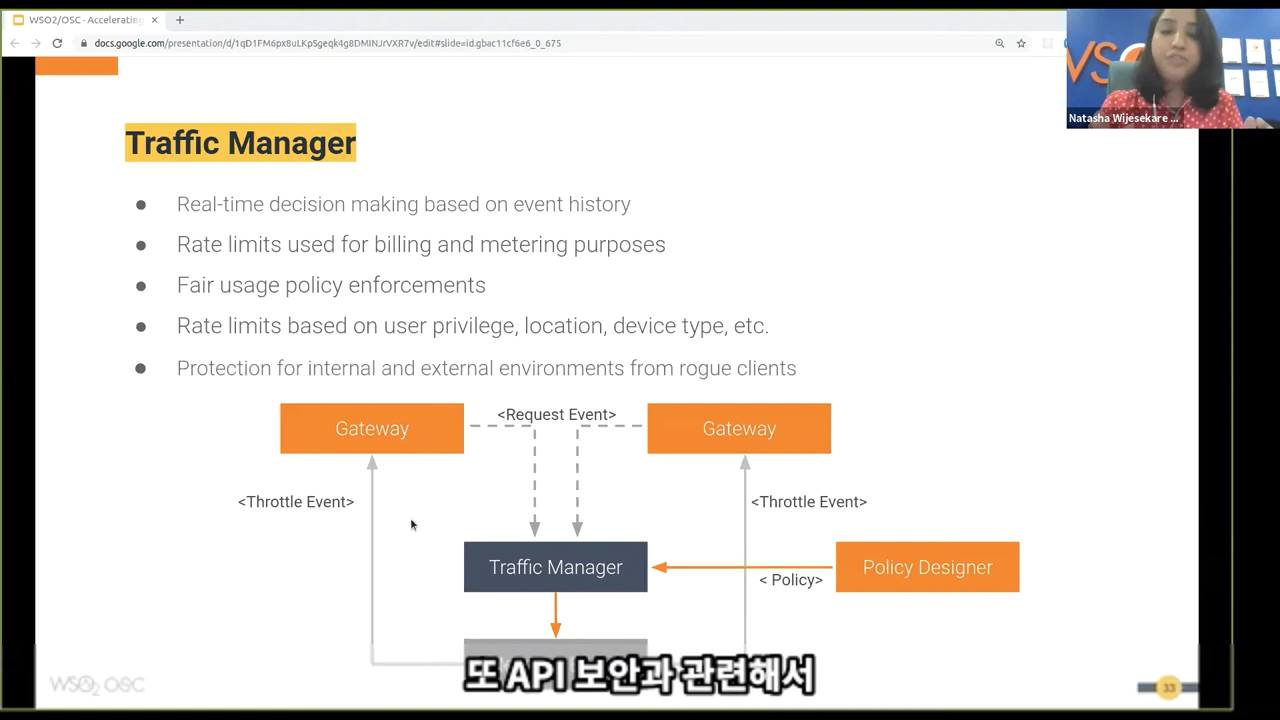 WSO2/OSC - Accelerating
docs.google.com/presentation/d/1qD1FM6px8uLKpSgeqk4g8DMINJrVXR7v/edit#slide=id.gbac11cf6e6_0_675
Natasha Wijesekare ...
Traffic Manager
● Real-time decision making based on event history
● Rate limits used for billing and metering purposes
● Fair usage policy enforcements
● Rate limits based on user privilege, location, device type, etc.
● Protection for internal and external environments from rogue clients
Gateway
<Request Event>
Gateway
<Throttle Event>
<Throttle Event>
Traffic Manager
< Policy>
Policy Designer
또 API 보안과 관련해서
WSO2 OSC
33